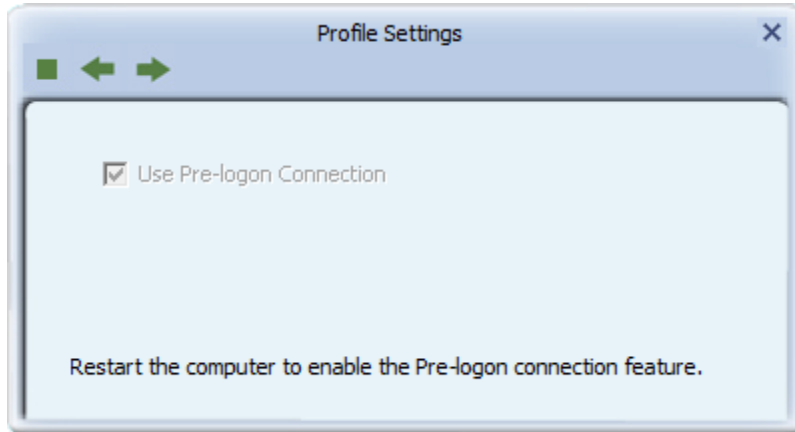 Profile Settings
Use Pre-logon Connection
Restart the computer to enable the Pre-logon connection feature.